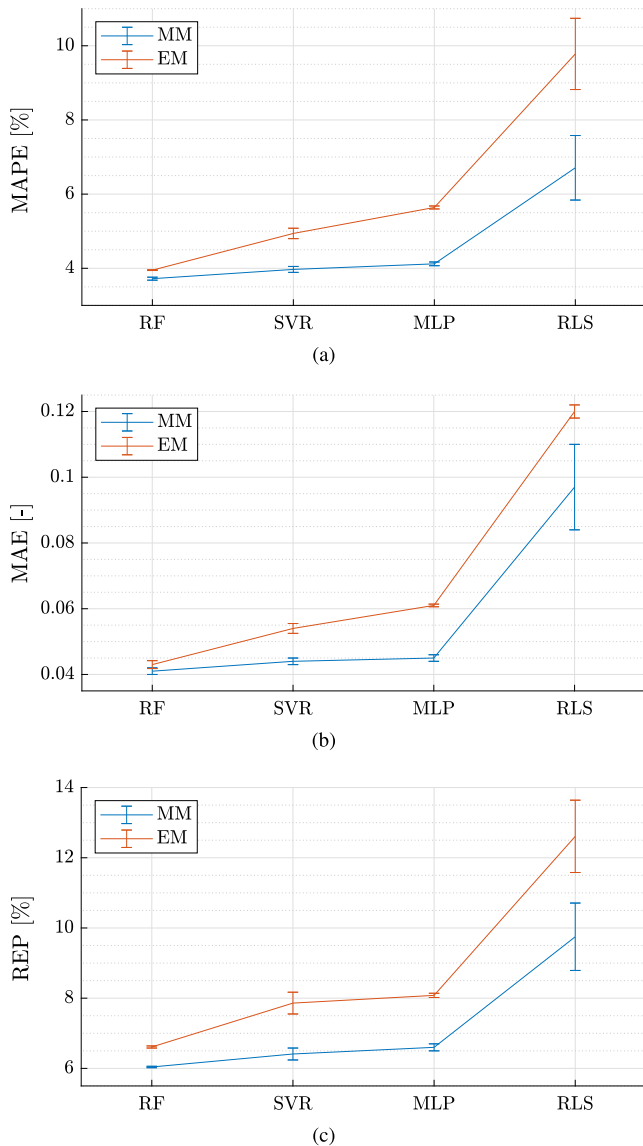 MM
EM
MAPE [%]
10
8
6
4
RF SVR MLP RLS
(a)
MM
EM
MAE [-]
0.12
0.1
0.08
0.06
0.04
RF SVR MLP RLS
(b)
MM
EM
REP [%]
14
12
10
8
6
RF SVR MLP RLS
(c)